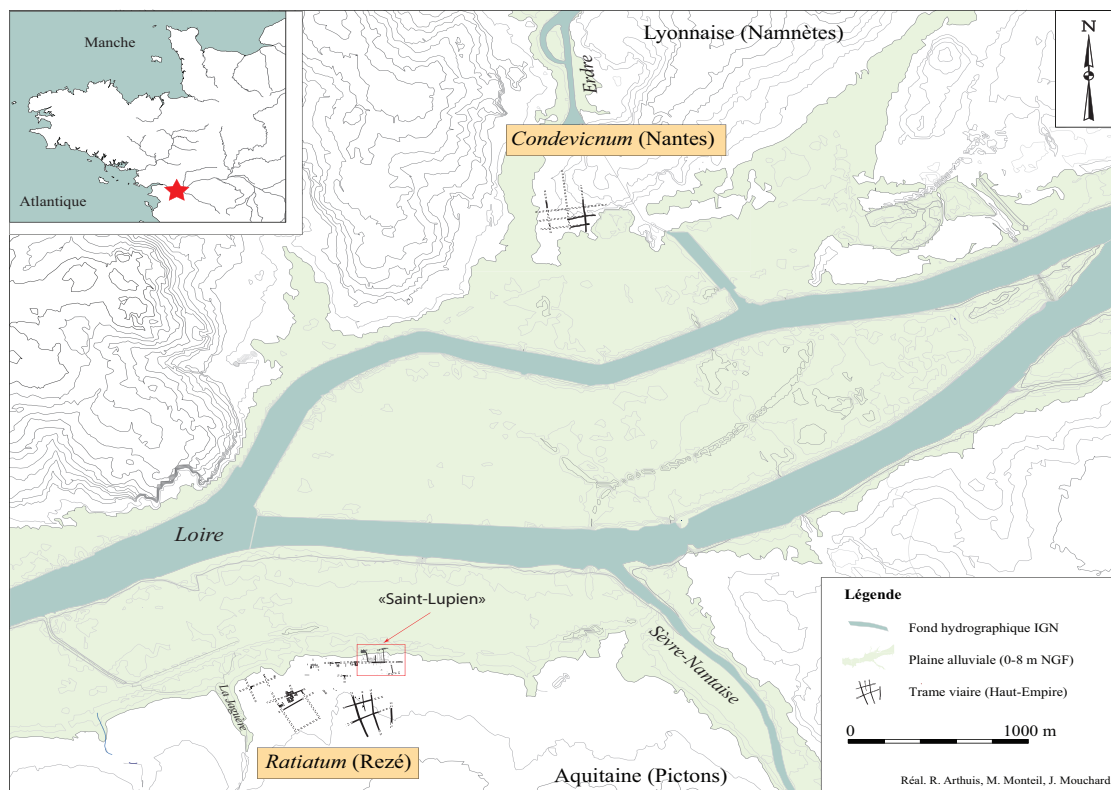 Manche
Atlantique
Lyonnaise (Namnètes)
N
Erdre
Condevicnum (Nantes)
Loire
«Saint-Lupien»
Sèvre-Nantaise
La Jaguère
Ratiatum (Rezé)
Aquitaine (Pictons)
Légende
Fond hydrographique IGN
Plaine alluviale (0-8 m NGF)
Trame viaire (Haut-Empire)
0 1000 m
Réal. R. Arthuis, M. Monteil, J. Mouchard